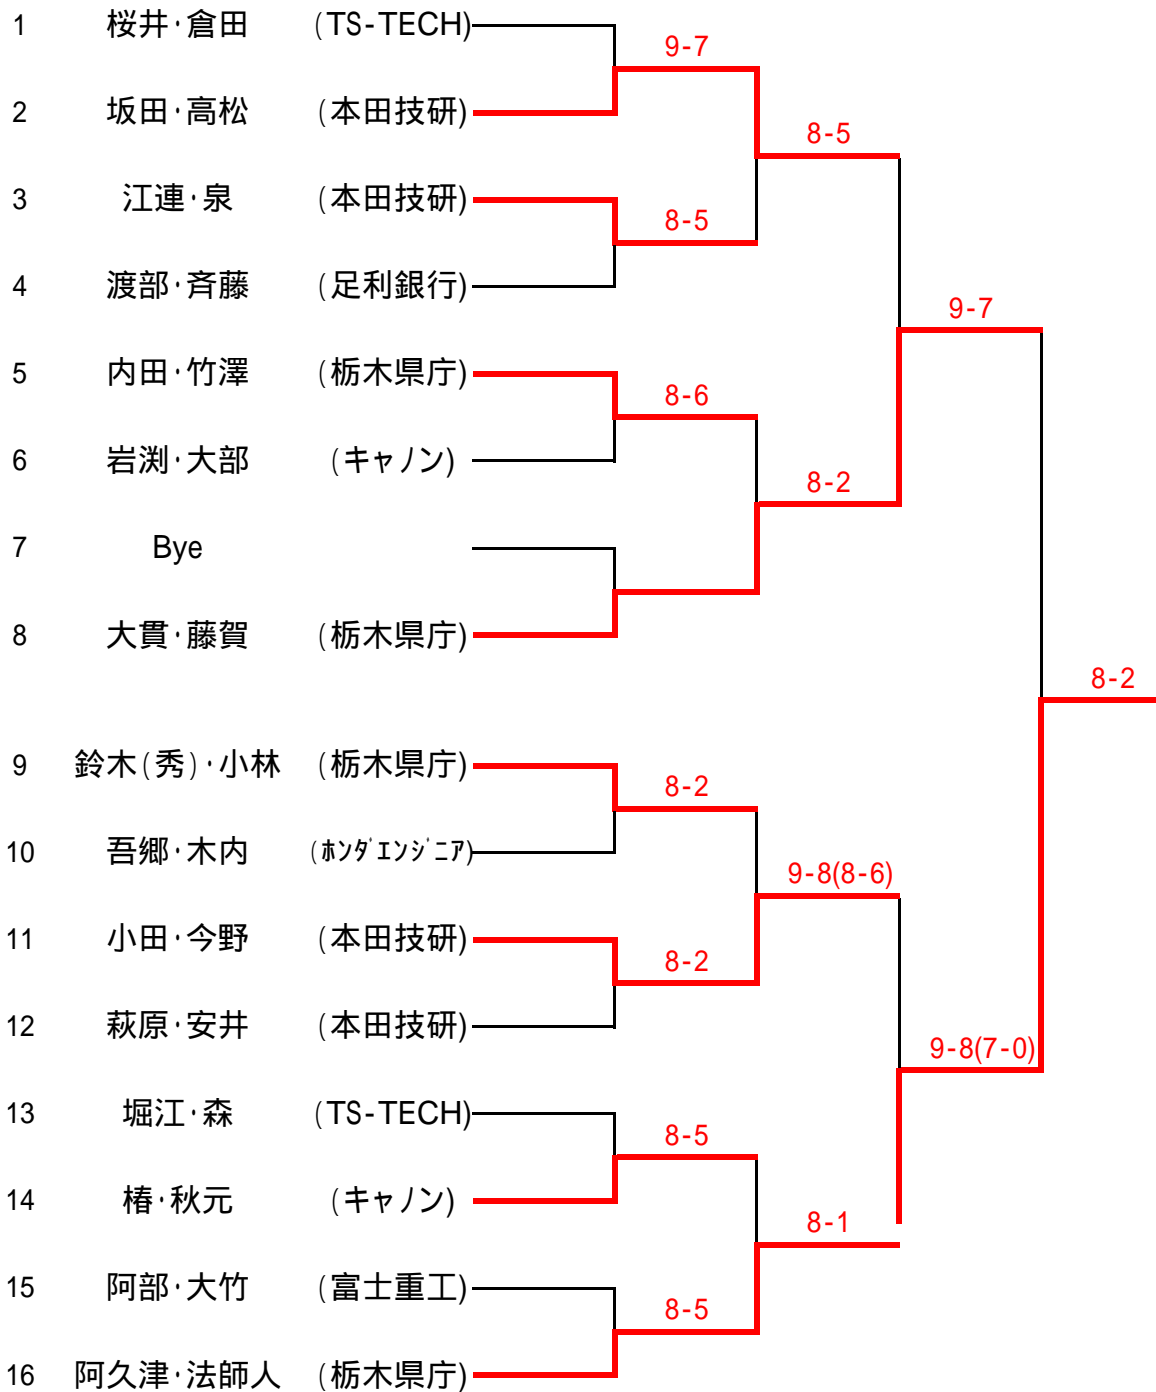 1 桜井・倉田 (TS-TECH)
9-7
2 坂田・高松 (本田技研)
8-5
3 江連・泉 (本田技研)
8-5
4 渡部・斉藤 (足利銀行)
9-7
5 内田・竹澤 (栃木県庁)
8-6
6 岩渕・大部 (キャノン)
8-2
7 Bye
8 大貫・藤賀 (栃木県庁)
8-2
9 鈴木(秀)・小林 (栃木県庁)
8-2
10 吾郷・木内 (ホンダエンジニア)
9-8(8-6)
11 小田・今野 (本田技研)
8-2
12 萩原・安井 (本田技研)
9-8(7-0)
13 堀江・森 (TS-TECH)
8-5
14 椿・秋元 (キャノン)
8-1
15 阿部・大竹 (富士重工)
8-5
16 阿久津・法師人 (栃木県庁)